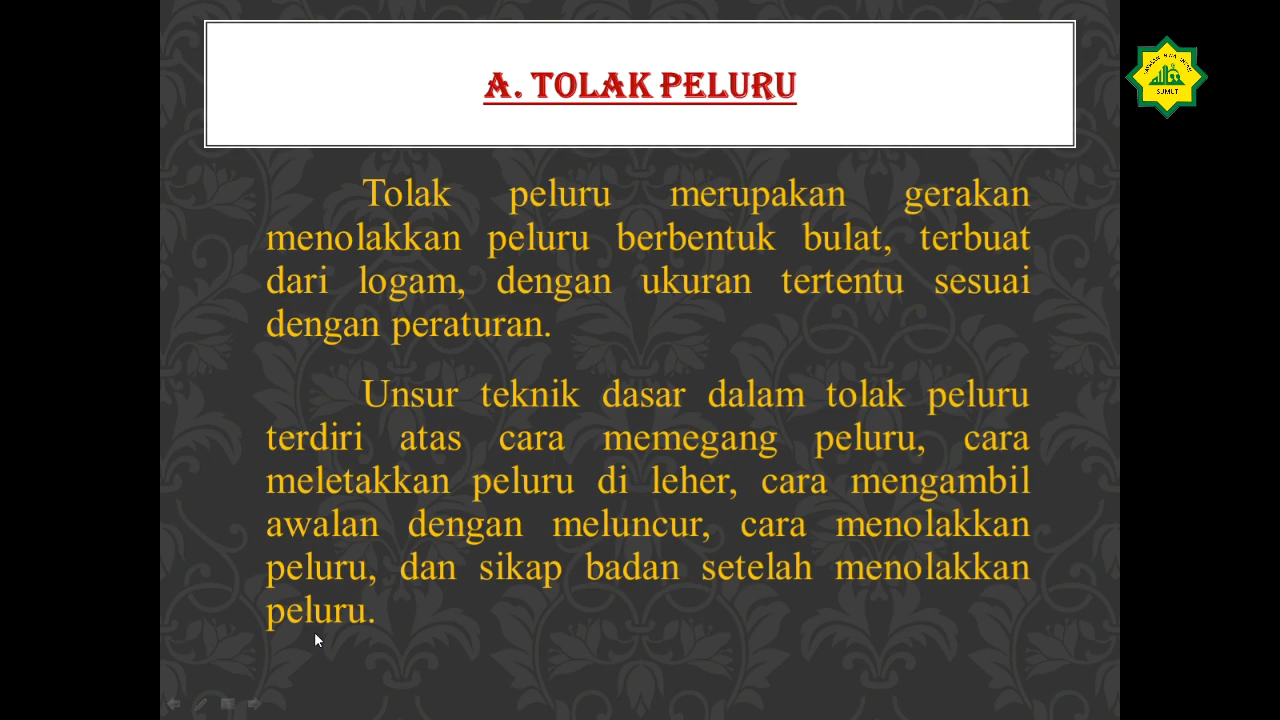 A. TOLAK PELURU
Tolak peluru merupakan gerakan
menolakkan peluru berbentuk bulat, terbuat
dari logam, dengan ukuran tertentu sesuai
dengan peraturan.
Unsur teknik dasar dalam tolak peluru
terdiri atas cara memegang peluru, cara
meletakkan peluru di leher, cara mengambil
awalan dengan meluncur, cara menolakkan
peluru, dan sikap badan setelah menolakkan
peluru.
SUMUT